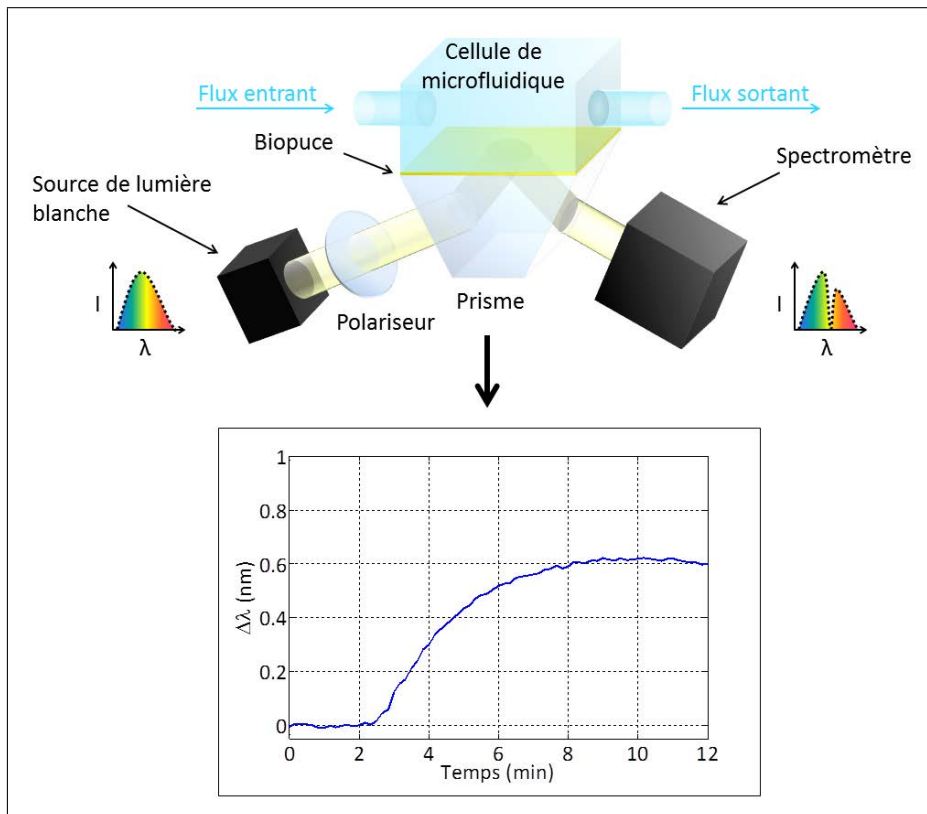 Cellule de
microfluidique
Flux entrant
Flux sortant
Biopuce
Spectromètre
Source de lumière
blanche
I
λ
Polariseur
Prisme
I
λ
1
0.8
0.6
0.4
0.2
0
Δλ (nm)
0 2 4 6 8 10 12
Temps (min)